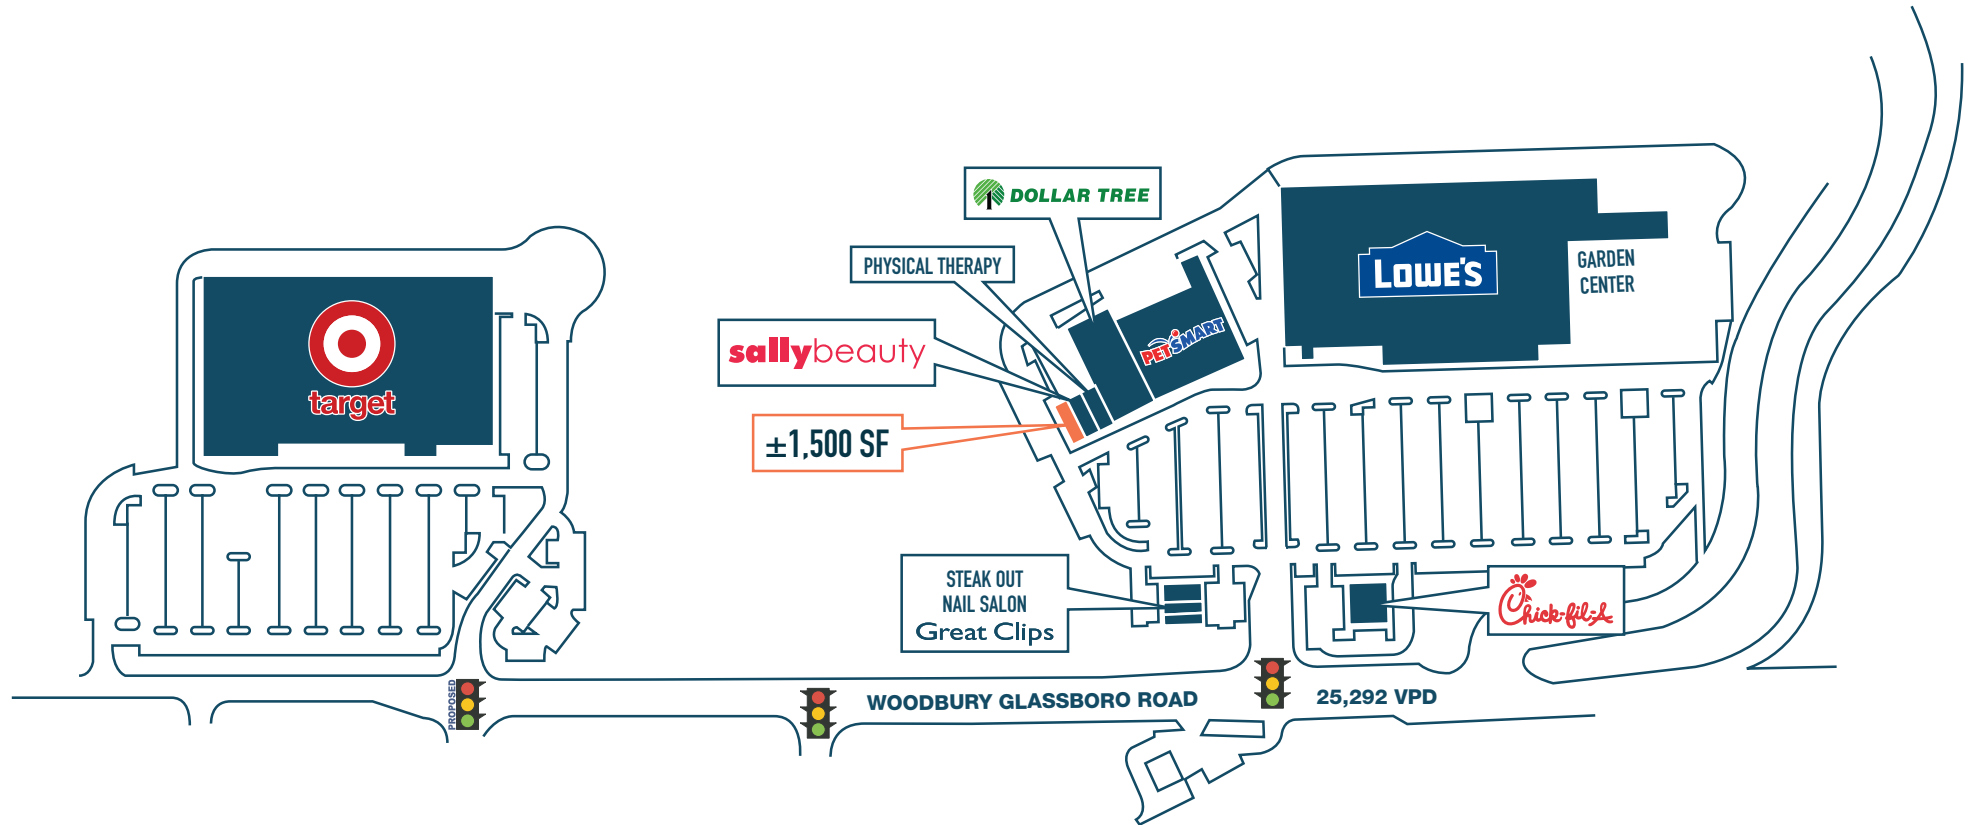 DOLLAR TREE
PHYSICAL THERAPY
sallybeauty
±1,500 SF
PETSMART
LOWE'S
GARDEN
CENTER
target
STEAK OUT
NAIL SALON
Great Clips
Chick-fil-A
PROPOSED
WOODBURY GLASSBORO ROAD
25,292 VPD